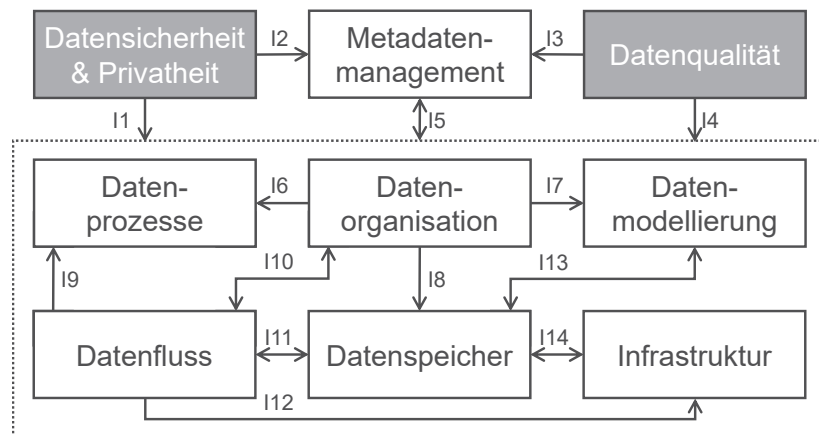 Datensicherheit
& Privatheit
I2
Metadaten-
management
I3
Datenqualität
I1
I5
I4
Daten-
prozesse
I6
Daten-
organisation
I7
Daten-
modellierung
I9
I10
I8
I13
Datenfluss
I11
Datenspeicher
I14
Infrastruktur
I12